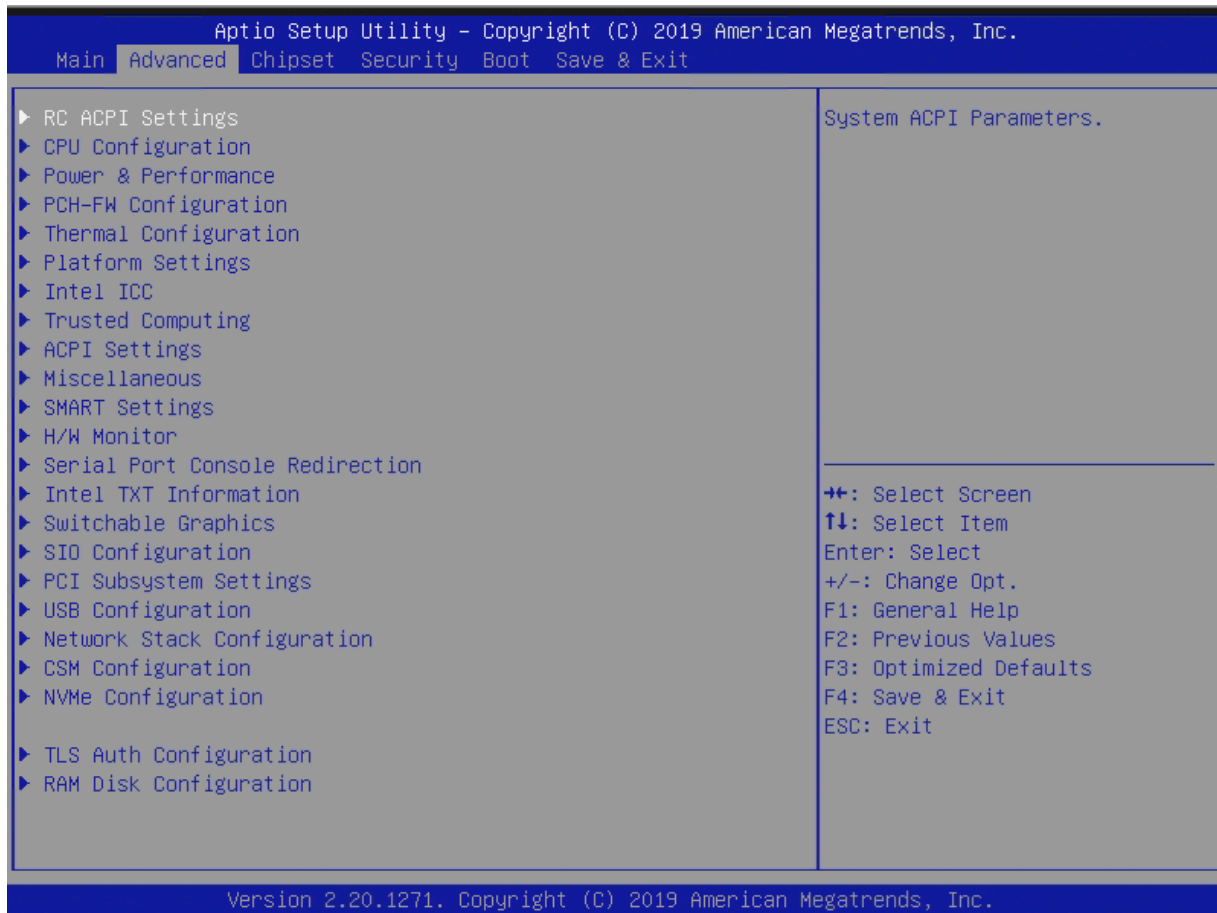 Aptio Setup Utility – Copyright (C) 2019 American Megatrends, Inc.
Main Advanced Chipset Security Boot Save & Exit
▶ RC ACPI Settings
▶ CPU Configuration
▶ Power & Performance
▶ PCH-FW Configuration
▶ Thermal Configuration
▶ Platform Settings
▶ Intel ICC
▶ Trusted Computing
▶ ACPI Settings
▶ Miscellaneous
▶ SMART Settings
▶ H/W Monitor
▶ Serial Port Console Redirection
▶ Intel TXT Information
▶ Switchable Graphics
▶ SIO Configuration
▶ PCI Subsystem Settings
▶ USB Configuration
▶ Network Stack Configuration
▶ CSM Configuration
▶ NVMe Configuration
▶ TLS Auth Configuration
▶ RAM Disk Configuration
System ACPI Parameters.
→←: Select Screen
↑↓: Select Item
Enter: Select
+/-: Change Opt.
F1: General Help
F2: Previous Values
F3: Optimized Defaults
F4: Save & Exit
ESC: Exit
Version 2.20.1271. Copyright (C) 2019 American Megatrends, Inc.